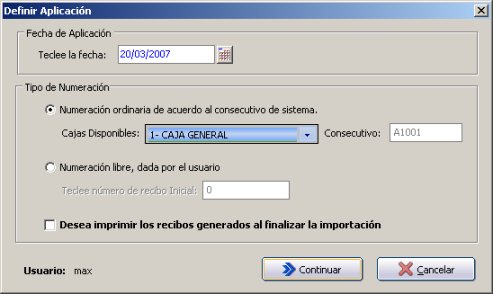 Definir Aplicación
Fecha de Aplicación
Teclee la fecha: 20/03/2007
Tipo de Numeración
Numeración ordinaria de acuerdo al consecutivo de sistema.
Cajas Disponibles: 1- CAJA GENERAL Consecutivo: A1001
Numeración libre, dada por el usuario
Teclee número de recibo Inicial: 0
Desea imprimir los recibos generados al finalizar la importación
Usuario: max Continuar Cancelar